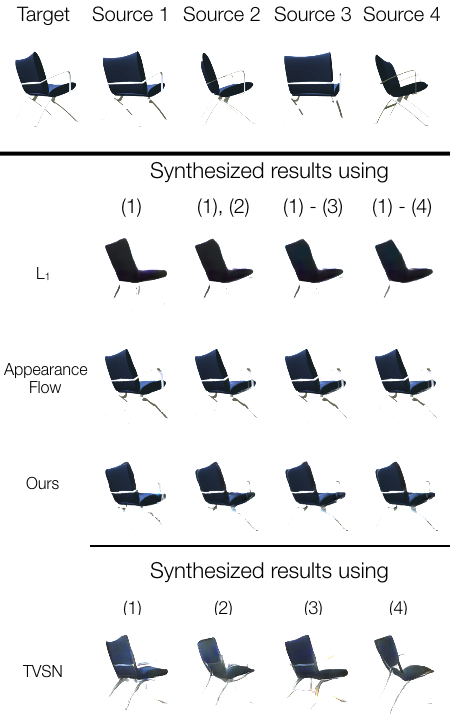 Target Source 1 Source 2 Source 3 Source 4
Synthesized results using
(1) (1), (2) (1) - (3) (1) - (4)
L₁
Appearance
Flow
Ours
Synthesized results using
(1) (2) (3) (4)
TVSN